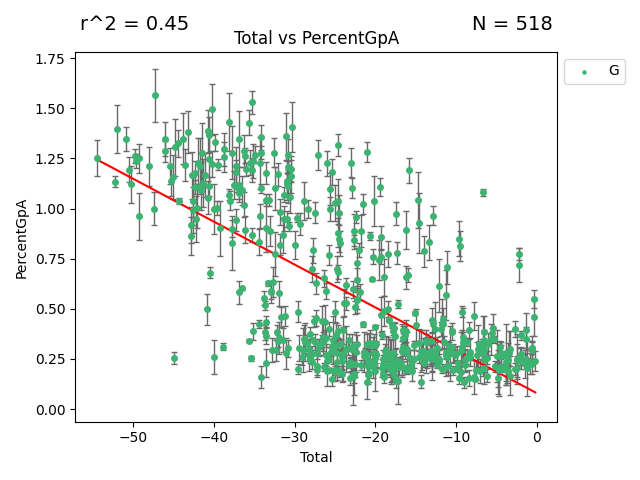 r^2 = 0.45
N = 518
Total vs PercentGpA
G
1.75
1.50
1.25
1.00
0.75
0.50
0.25
0.00
PercentGpA
−50
−40
−30
−20
−10
0
Total